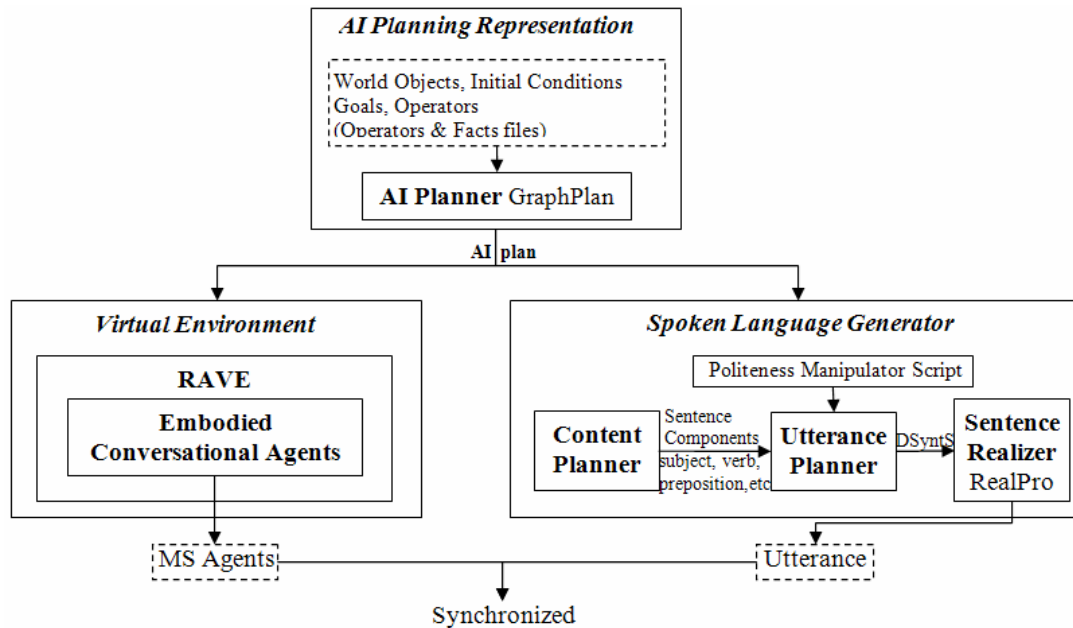 AI Planning Representation
World Objects, Initial Conditions
Goals, Operators
(Operators & Facts files)
AI Planner GraphPlan
AI plan
Virtual Environment
RAVE
Embodied
Conversational Agents
MS Agents
Spoken Language Generator
Politeness Manipulator Script
Content
Planner
Sentence
Components
subject, verb,
preposition,etc
Utterance
Planner
DSyntS
Sentence
Realizer
RealPro
Utterance
Synchronized